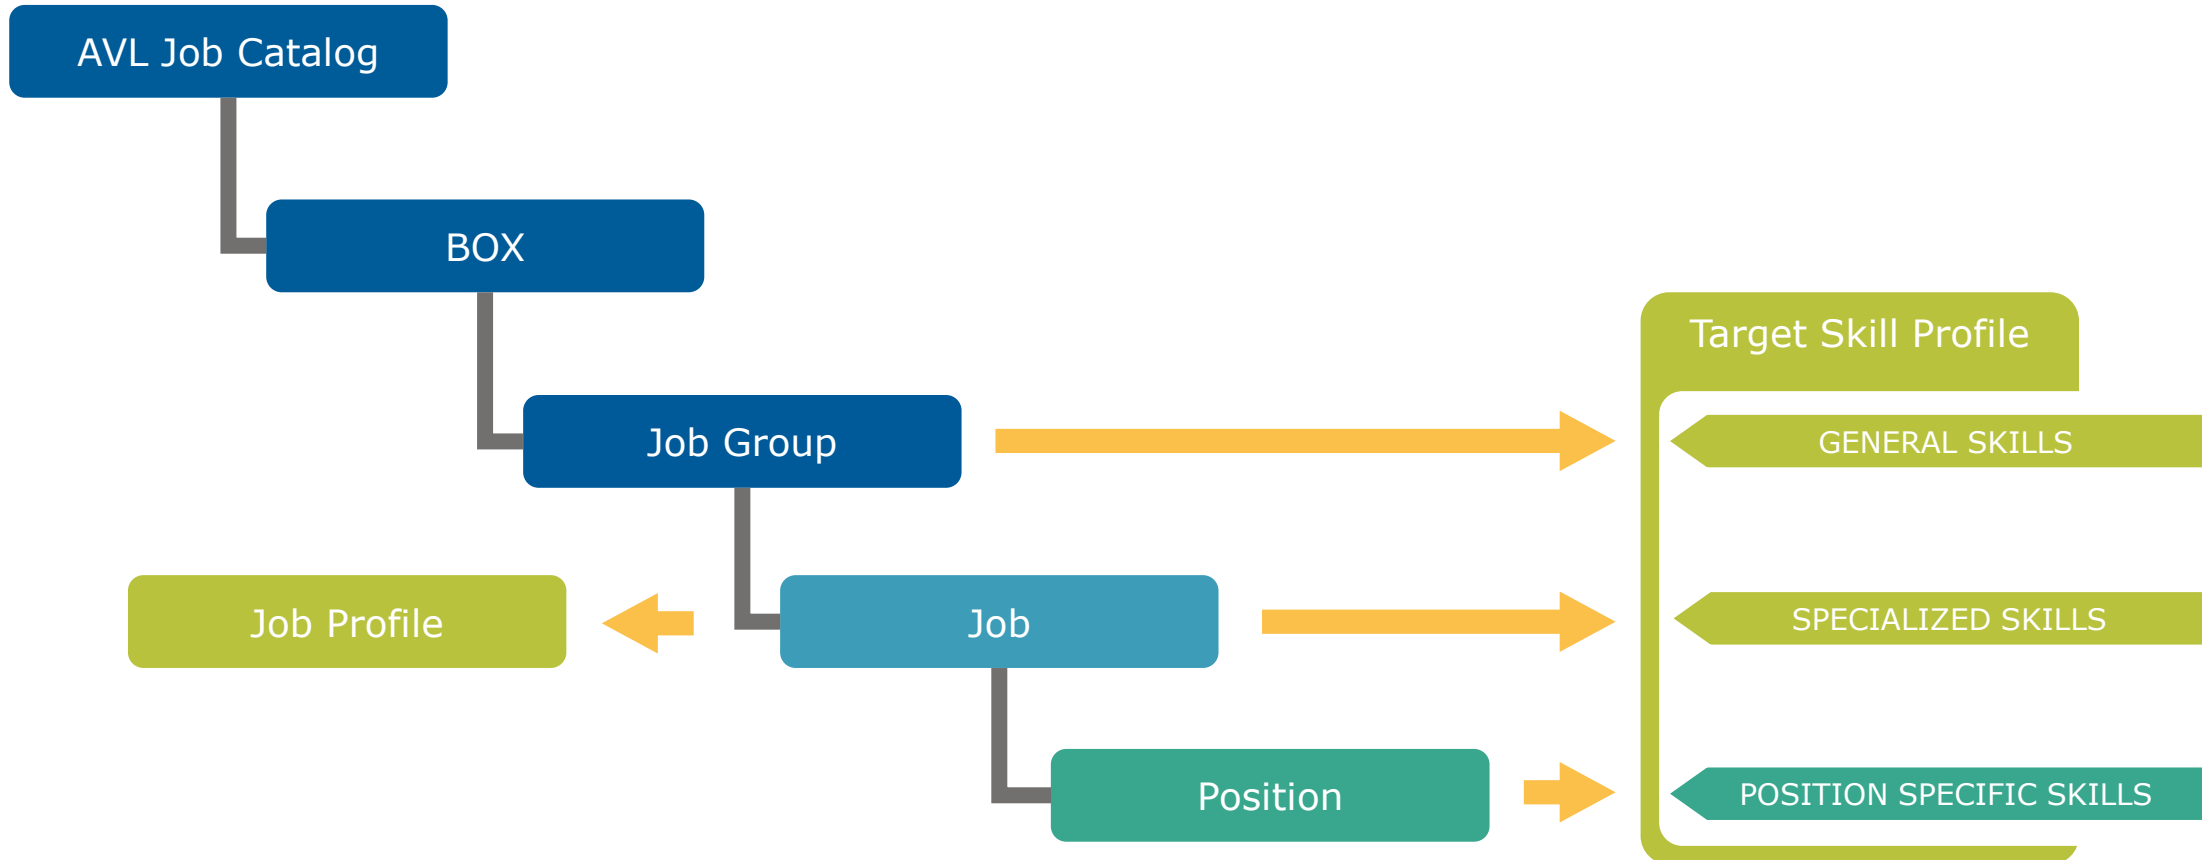 AVL Job Catalog
BOX
Target Skill Profile
Job Group
GENERAL SKILLS
Job Profile
Job
SPECIALIZED SKILLS
Position
POSITION SPECIFIC SKILLS